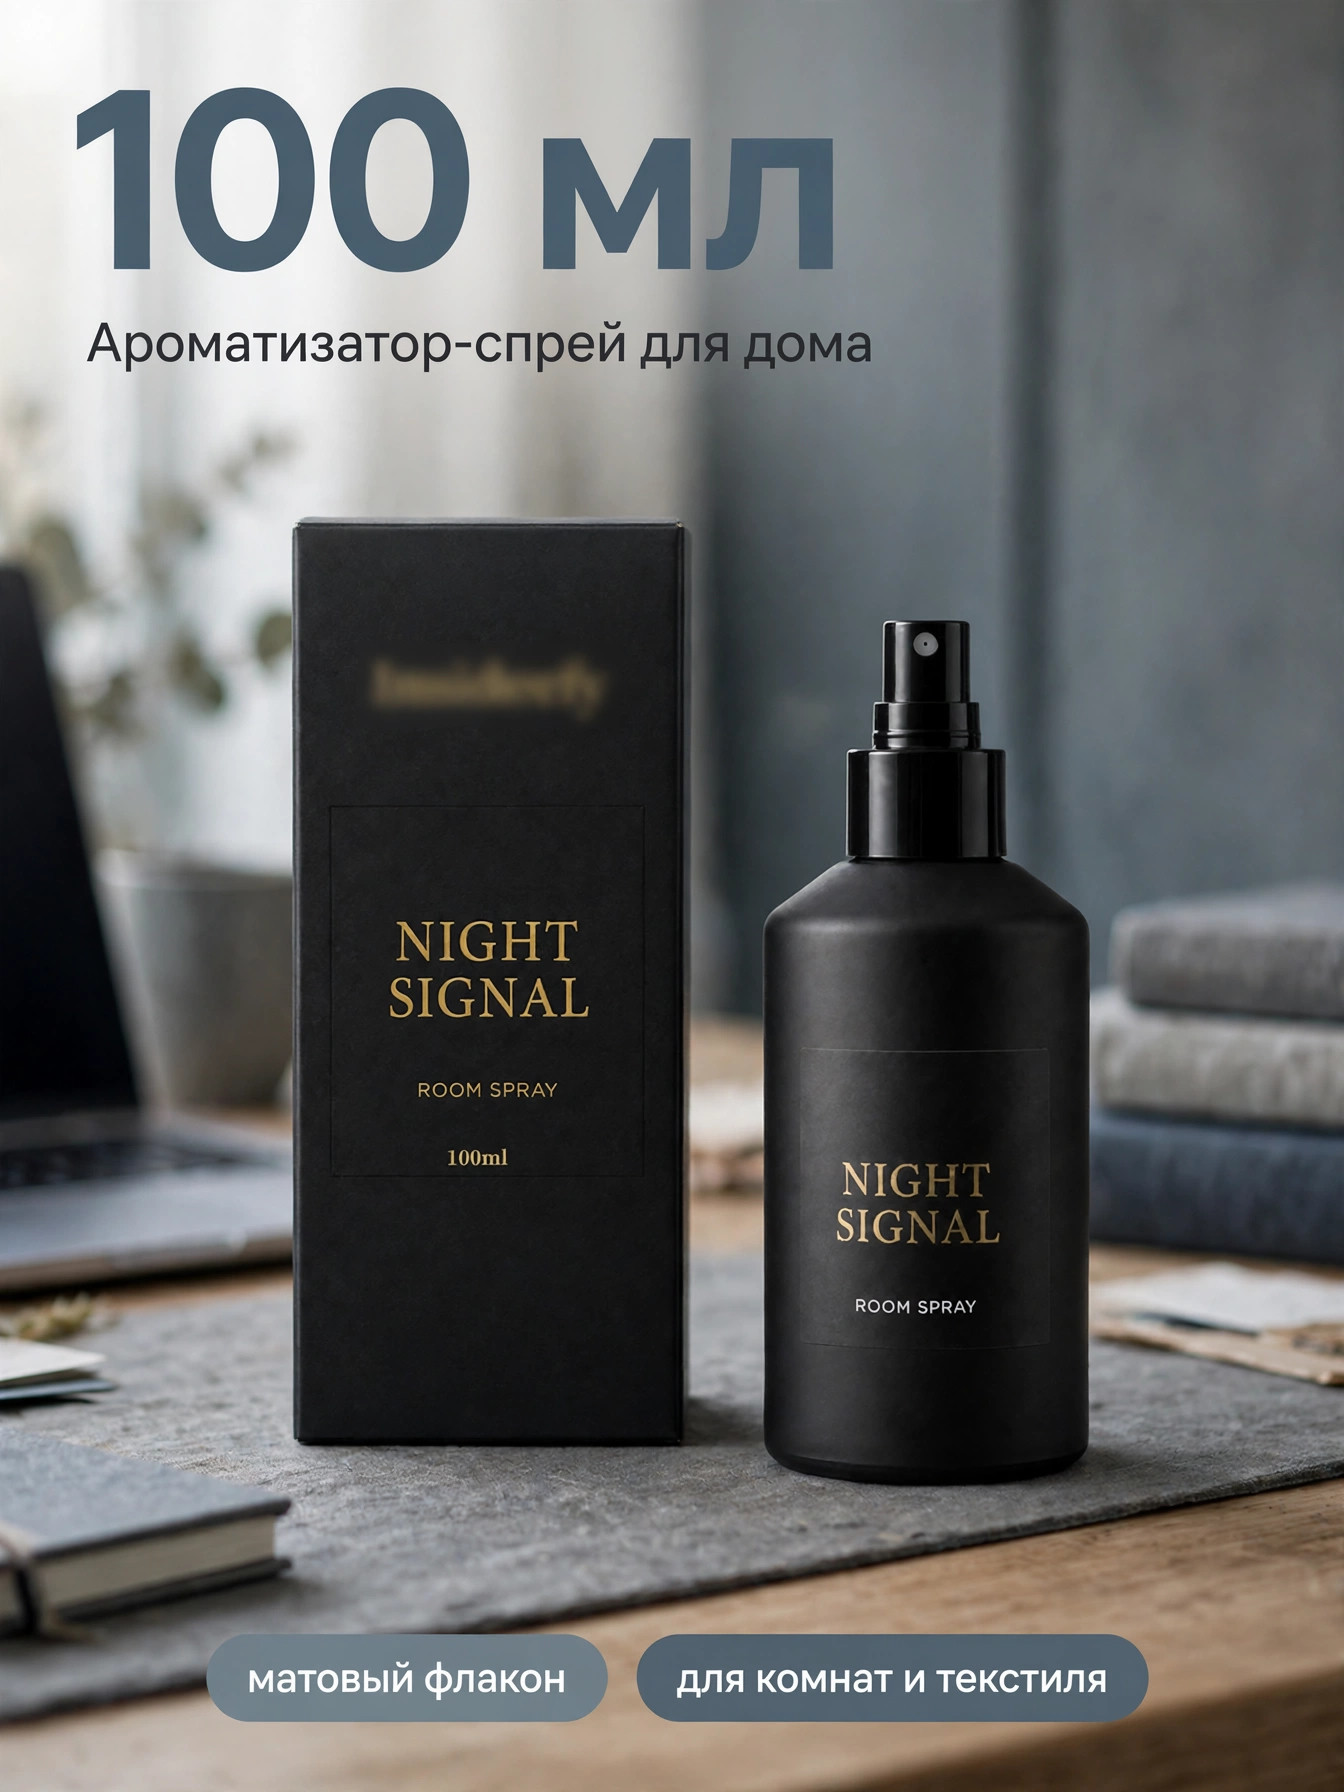 100 мл
Ароматизатор-спрей для дома
NIGHT
SIGNAL
ROOM SPRAY
100ml
NIGHT
SIGNAL
ROOM SPRAY
матовый флакон
для комнат и текстиля